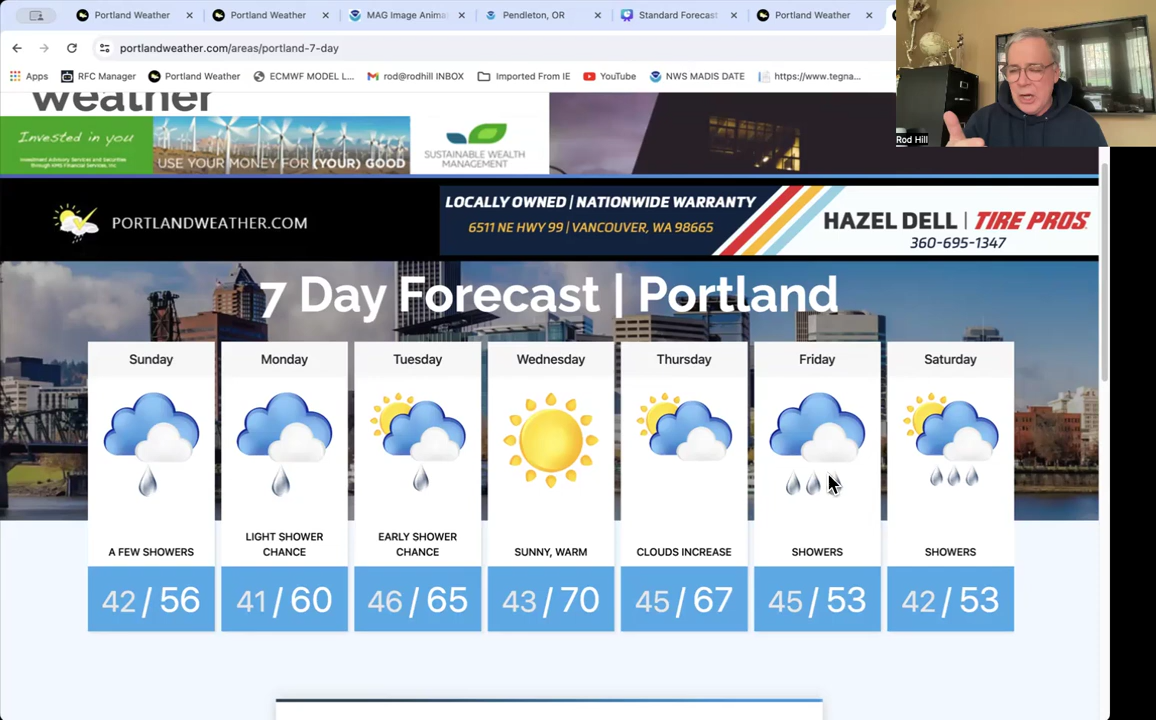 Portland Weather
Portland Weather
MAG Image Anima
Pendleton, OR
Standard Forecast
Portland Weather
portlandweather.com/areas/portland-7-day
Apps
RFC Manager
Portland Weather
ECMWF MODEL L...
rod@rodhill INBOX
Imported From IE
YouTube
NWS MADIS DATE
https://www.tegna...
Rod Hill
weather
Invested in you
USE YOUR MONEY FOR (YOUR) GOOD
SUSTAINABLE WEALTH
MANAGEMENT
PORTLANDWEATHER.COM
LOCALLY OWNED | NATIONWIDE WARRANTY
6511 NE HWY 99 | VANCOUVER, WA 98665
HAZEL DELL | TIRE PROS
360-695-1347
7 Day Forecast | Portland
Sunday
Monday
Tuesday
Wednesday
Thursday
Friday
Saturday
A FEW SHOWERS
LIGHT SHOWER
CHANCE
EARLY SHOWER
CHANCE
SUNNY, WARM
CLOUDS INCREASE
SHOWERS
SHOWERS
42 / 56
41 / 60
46 / 65
43 / 70
45 / 67
45 / 53
42 / 53